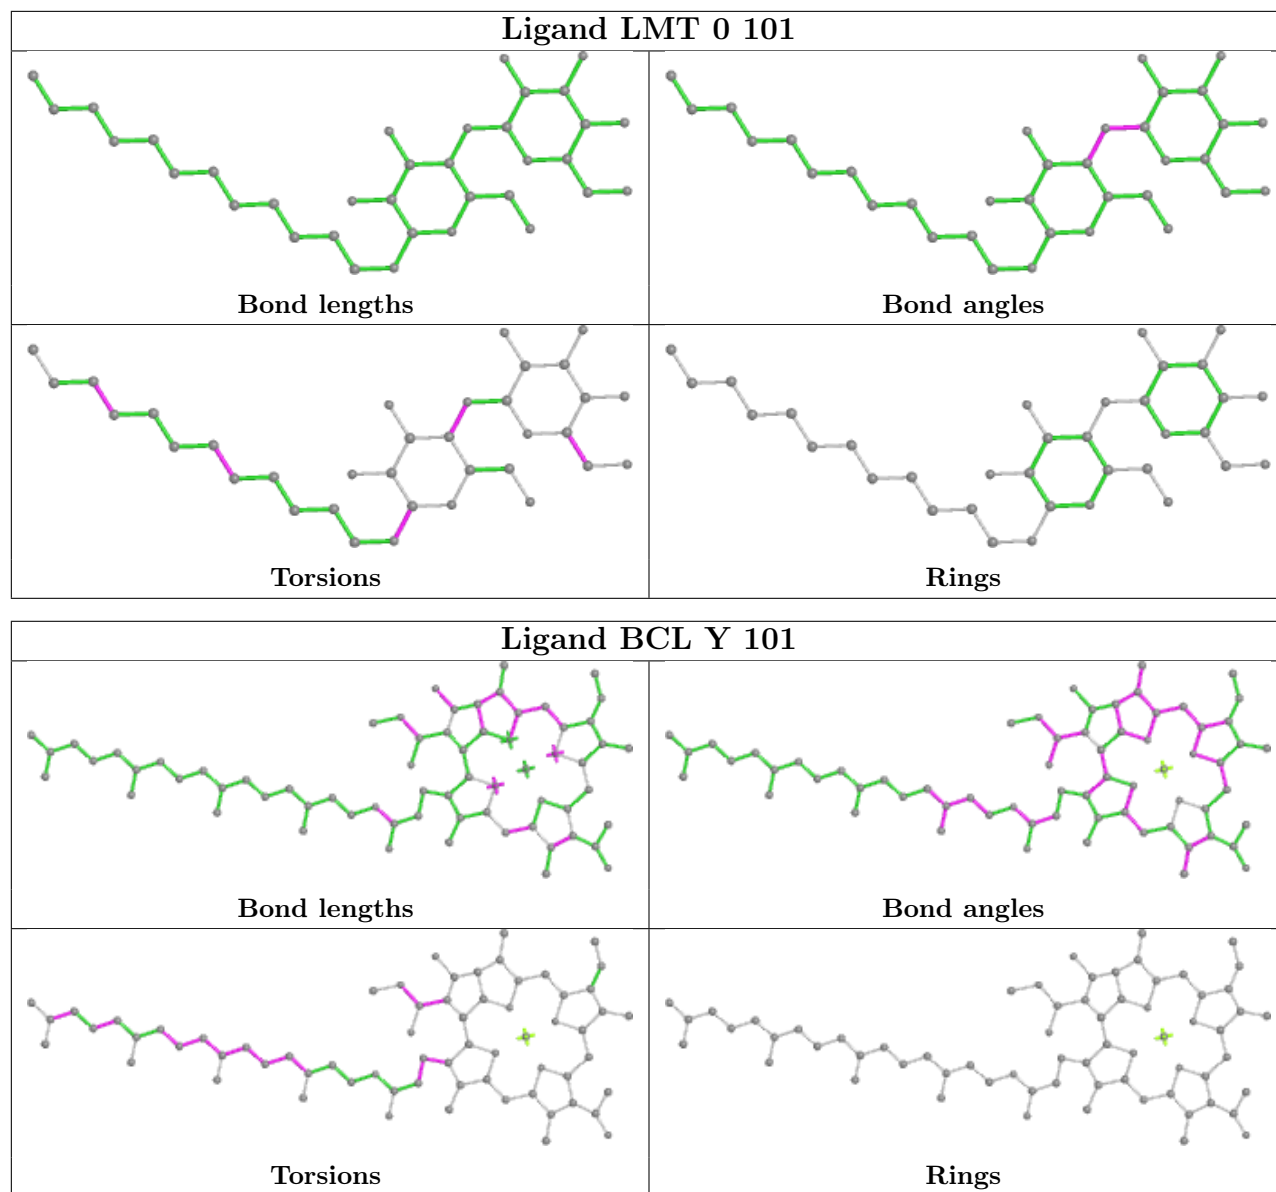 Ligand LMT 0 101
Bond lengths
Bond angles
Torsions
Rings
Ligand BCL Y 101
Bond lengths
Bond angles
Torsions
Rings